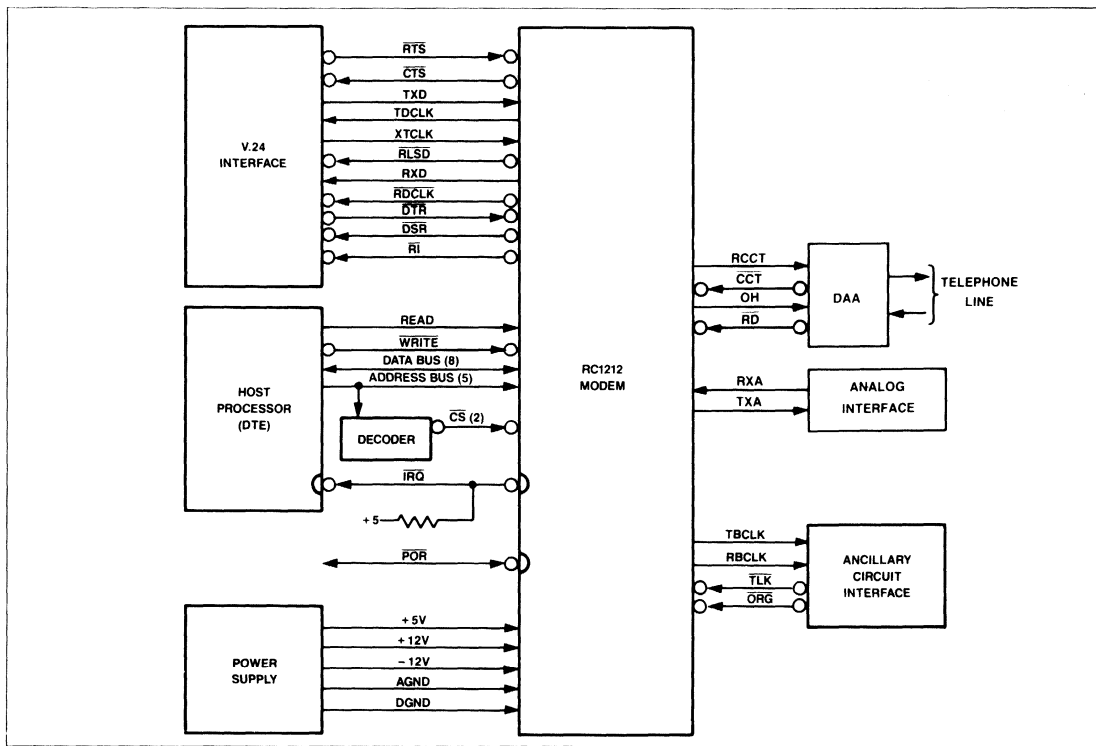 RTS
CTS
TXD
TDCLK
XTCLK
RLSD
RXD
RDCLK
DTR
DSR
RI
V.24
INTERFACE
READ
WRITE
DATA BUS (8)
ADDRESS BUS (5)
HOST
PROCESSOR
(DTE)
DECODER
CS (2)
IRQ
+ 5
POR
POWER
SUPPLY
+ 5V
+ 12V
- 12V
AGND
DGND
RC1212
MODEM
RCCT
CCT
OH
RD
DAA
TELEPHONE
LINE
RXA
TXA
ANALOG
INTERFACE
TBCLK
RBCLK
TLK
ORG
ANCILLARY
CIRCUIT
INTERFACE